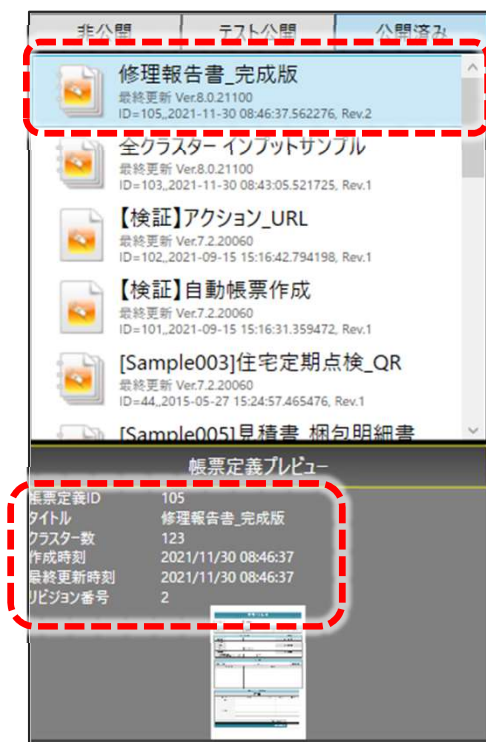 非公開 テスト公開 公開済み
修理報告書_完成版
最終更新 Ver.8.0.21100
ID=105,,2021-11-30 08:46:37.562276, Rev.2
全クラスター インプットサンプル
最終更新 Ver.8.0.21100
ID=103,,2021-11-30 08:43:05.521725, Rev.1
【検証】アクション_URL
最終更新 Ver.7.2.20060
ID=102,,2021-09-15 15:16:42.794198, Rev.1
【検証】自動帳票作成
最終更新 Ver.7.2.20060
ID=101,,2021-09-15 15:16:31.359472, Rev.1
[Sample003]住宅定期点検_QR
最終更新 Ver.7.2.20060
ID=44,,2015-05-27 15:24:57.465476, Rev.1
[Sample005]見積書 梱包明細書
帳票定義プレビュー
帳票定義ID 105
タイトル 修理報告書_完成版
クラスター数 123
作成時刻 2021/11/30 08:46:37
最終更新時刻 2021/11/30 08:46:37
リビジョン番号 2